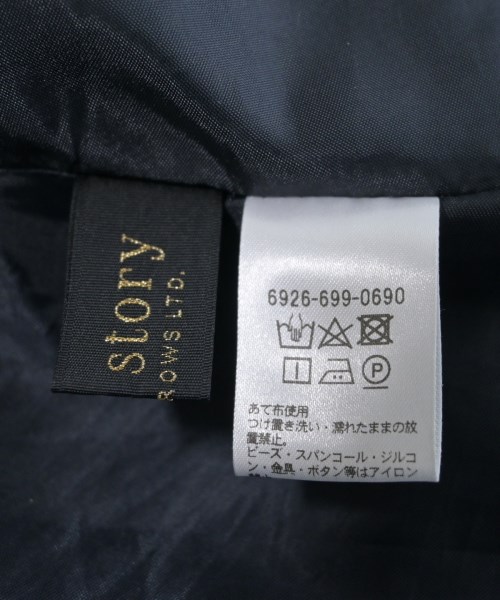 story
ROWS LTD.
6926-699-0690
P
あて布使用
つけ置き洗い・濡れたままの放
置禁止。
ビーズ・スパンコール・ジルコ
ン・金具・ボタン等はアイロン